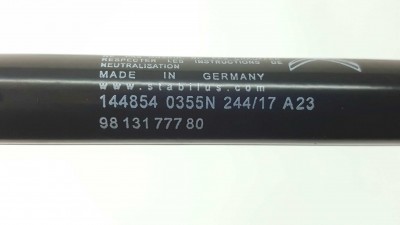 RESPECTER LES INSTRUCTIONS DE
NEUTRALISATION
MADE IN GERMANY
www.stabilus.com
144854 0355N 244/17 A23
98 131 777 80